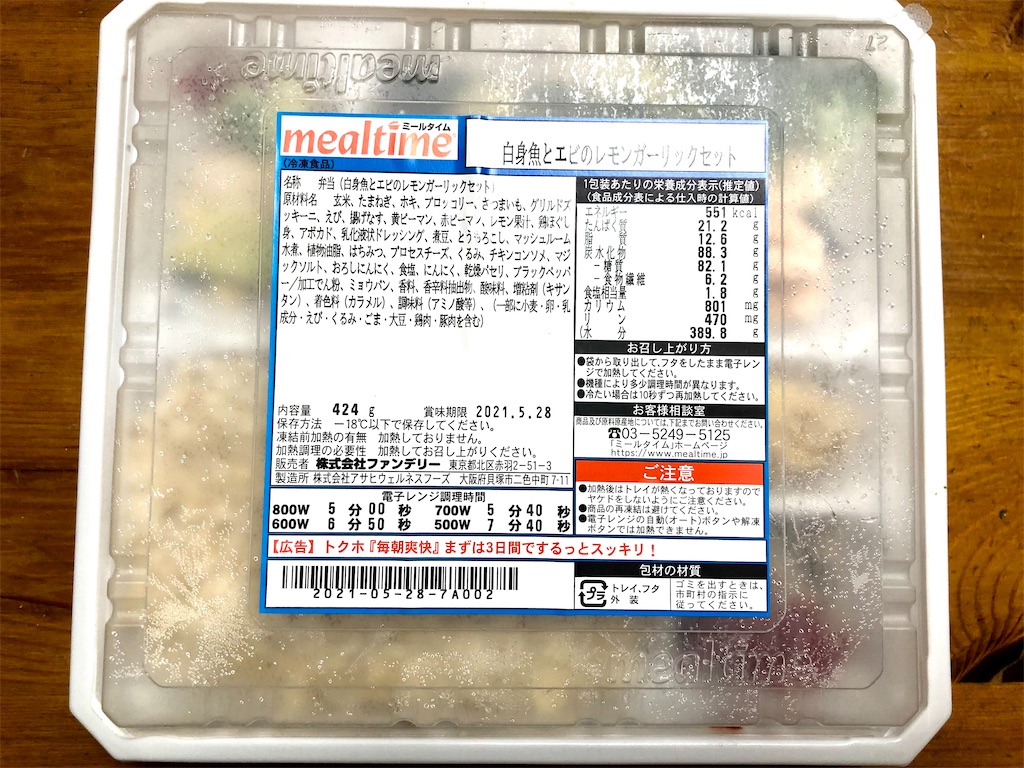 27
mealtime
ミールタイム
mealtime
(冷凍食品)
白身魚とエビのレモンガーリックセット
名称 弁当(白身魚とエビのレモンガーリックセット)
原材料名 玄米、たまねぎ、ホキ、ブロッコリー、さつまいも、グリルドズ
ッキーニ、えび、揚げなす、黄ピーマン、赤ピーマン、レモン果汁、鶏ほぐし
身、アボカド、乳化液状ドレッシング、煮豆、とうもろこし、マッシュルーム
水煮、植物油脂、はちみつ、プロセスチーズ、くるみ、チキンコンソメ、マジ
ックソルト、おろしにんにく、食塩、にんにく、乾燥パセリ、ブラックペッパ
ー/加工でん粉、ミョウバン、香料、香辛料抽出物、酸味料、増粘剤(キサン
タン)、着色料(カラメル)、調味料(アミノ酸等)、(一部に小麦・卵・乳
成分・えび・くるみ・ごま・大豆・鶏肉・豚肉を含む)
内容量 424 g 賞味期限 2021.5.28
保存方法 −18℃以下で保存してください。
凍結前加熱の有無 加熱しておりません。
加熱調理の必要性 加熱してお召し上がりください。
販売者 株式会社ファンデリー 東京都北区赤羽2-51-3
製造所 株式会社アサヒウェルネスフーズ 大阪府貝塚市二色中町7-11
電子レンジ調理時間
800W 5 分 00 秒 700W 5 分 40 秒
600W 6 分 50 秒 500W 7 分 40 秒
1包装あたりの栄養成分表示(推定値)
(食品成分表による仕入時の計算値)
エネルギー 551 kcal
たんぱく質 21.2 g
脂 質 12.6 g
炭水化物 88.3 g
−糖質 82.1 g
−食物繊維 6.2 g
食塩相当量 1.8 g
カリウム 801 mg
リ ン 470 mg
(水 分 389.8 g
お召し上がり方
●袋から取り出して、フタをしたまま電子レン
ジで加熱してください。
●機種により多少調理時間が異なります。
●冷たい場合は10秒ずつ再加熱してください。
お客様相談室
商品及び原料原産地については、下記までお問い合わせください。
☎03-5249-5125
「ミールタイム」ホームページ
https://www.mealtime.jp
ご注意
●加熱後はトレイが熱くなっておりますので
ヤケドをしないようにご注意ください。
●商品の再凍結は避けてください。
●電子レンジの自動(オート)ボタンや解凍
ボタンでは加熱できません。
【広告】トクホ『毎朝爽快』まずは3日間でするっとスッキリ！
2021-05-28-7A002
包材の材質
プラ
トレイ、フタ
外 装
ゴミを出すときは、
市町村の指示に
従ってください。
mealtime